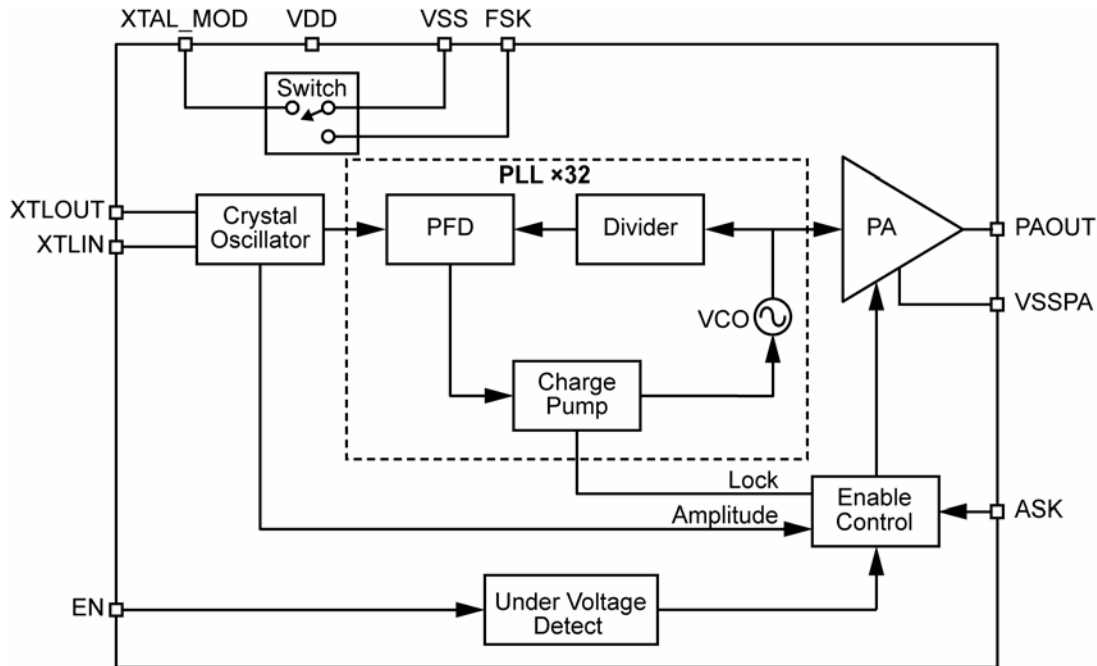 XTAL_MOD
VDD
VSS
FSK
Switch
PLL ×32
XTLOUT
XTLIN
Crystal
Oscillator
PFD
Divider
PA
PAOUT
VSSPA
VCO
Charge
Pump
Lock
Amplitude
Enable
Control
ASK
EN
Under Voltage
Detect